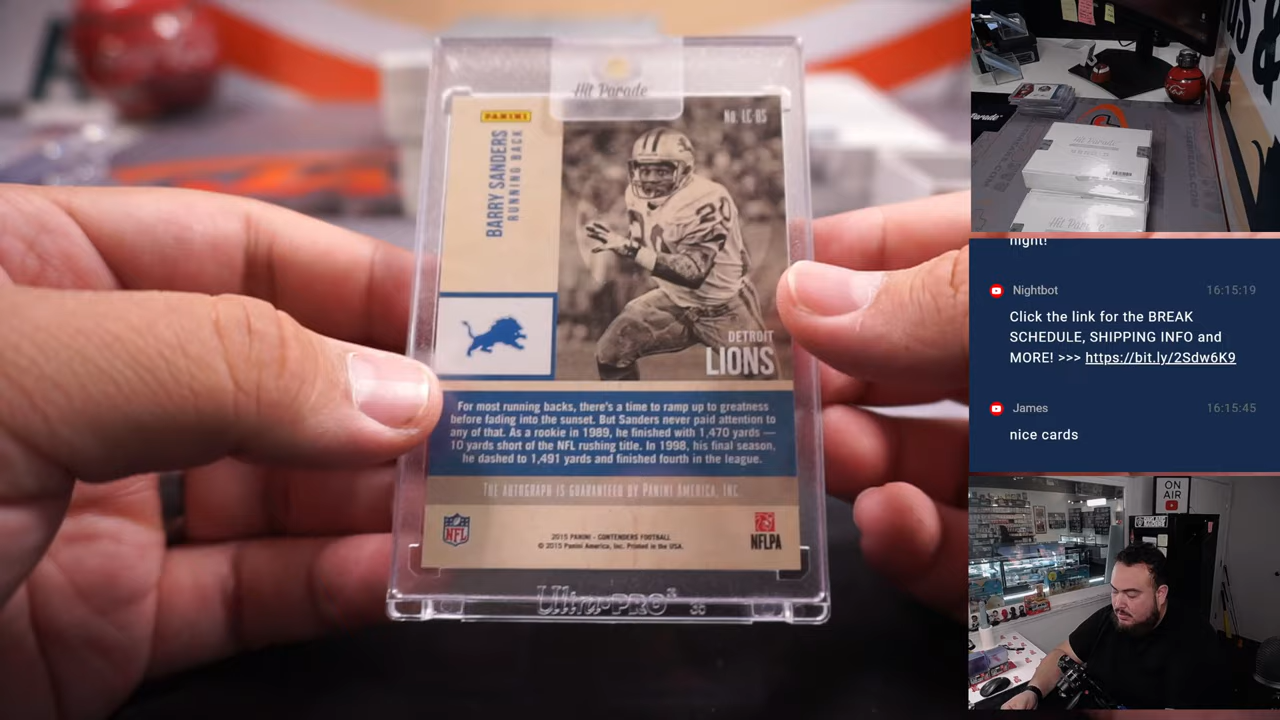 Hit Parade
PANINI
BARRY SANDERS
RUNNING BACK
No. LC-BS
20
DETROIT
LIONS
For most running backs, there's a time to ramp up to greatness
before fading into the sunset. But Sanders never paid attention to
any of that. As a rookie in 1989, he finished with 1,470 yards —
10 yards short of the NFL rushing title. In 1998, his final season,
he dashed to 1,491 yards and finished fourth in the league.
THE AUTOGRAPH IS GUARANTEED BY PANINI AMERICA, INC.
NFL
2015 PANINI - CONTENDERS FOOTBALL
© 2015 Panini America, Inc. Printed in the USA.
NFLPA
Ultra·PRO
Hit Parade
Hit Parade
night!
Nightbot 16:15:19
Click the link for the BREAK
SCHEDULE, SHIPPING INFO and
MORE! >>> https://bit.ly/2Sdw6K9
James 16:15:45
nice cards
ON
AIR